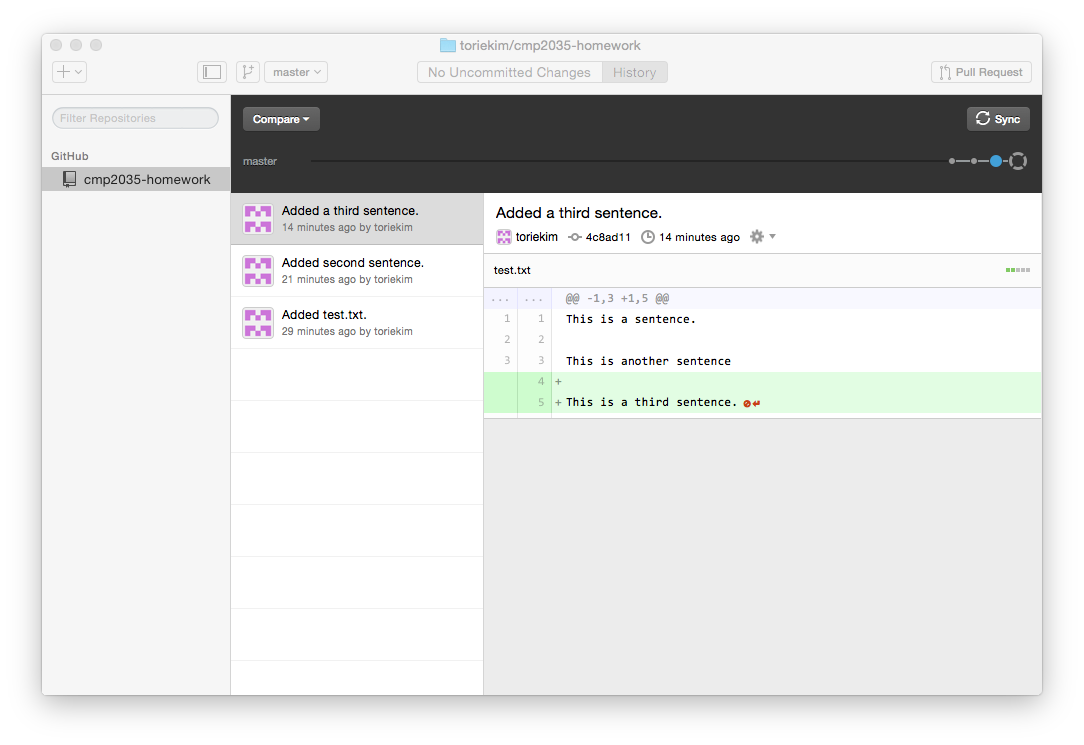 toriekim/cmp2035-homework
master
No Uncommitted Changes
History
Pull Request
Filter Repositories
GitHub
cmp2035-homework
Compare
Sync
master
Added a third sentence.
14 minutes ago by toriekim
Added second sentence.
21 minutes ago by toriekim
Added test.txt.
29 minutes ago by toriekim
Added a third sentence.
toriekim 4c8ad11 14 minutes ago
test.txt
... ... @@ -1,3 +1,5 @@
1 1 This is a sentence.
2 2
3 3 This is another sentence
4 +
5 + This is a third sentence.